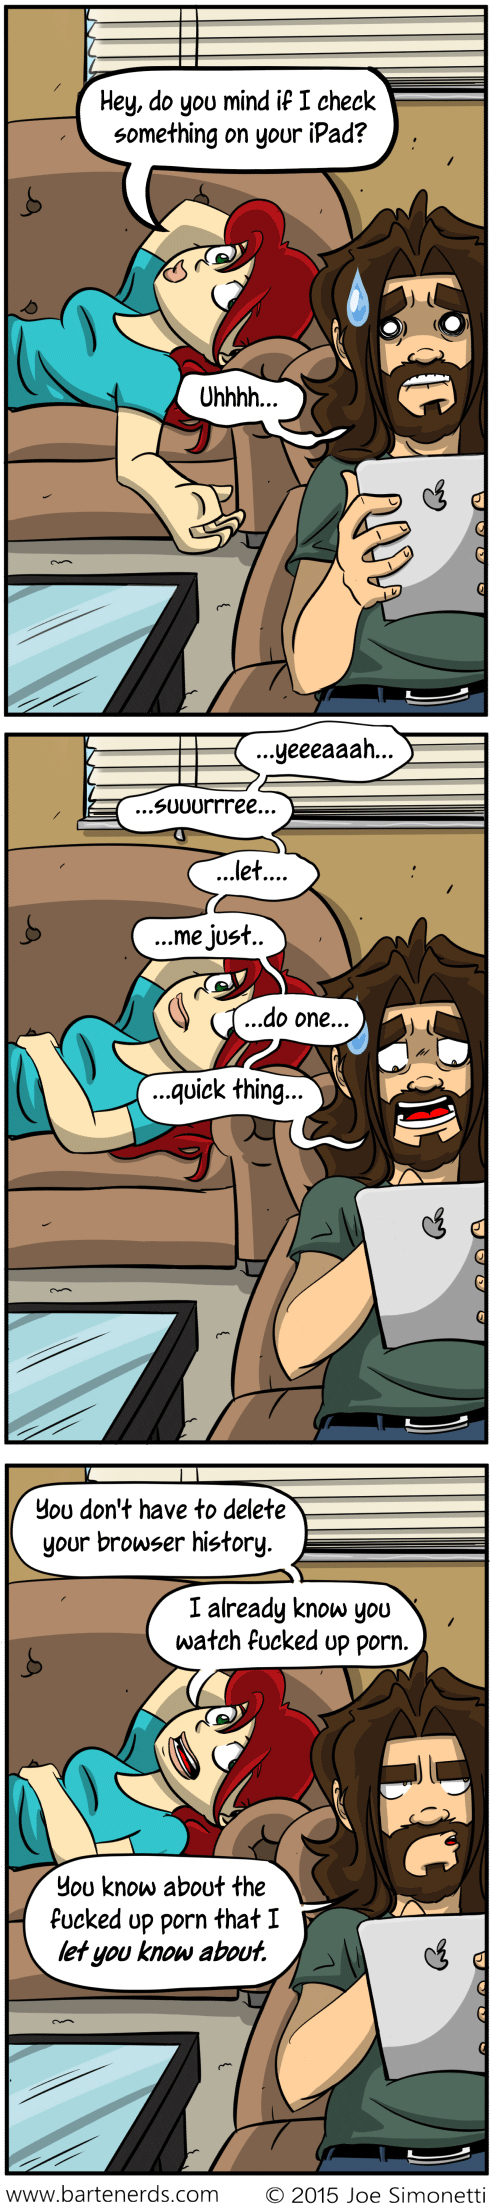 Hey, do you mind if I check
something on your iPad?
Uhhhh...
...yeeeaaah...
...suuurrree...
...let....
...me just..
...do one...
...quick thing...
You don't have to delete
your browser history.
I already know you
watch fucked up porn.
You know about the
fucked up porn that I
let you know about.
www.bartenerds.com © 2015 Joe Simonetti